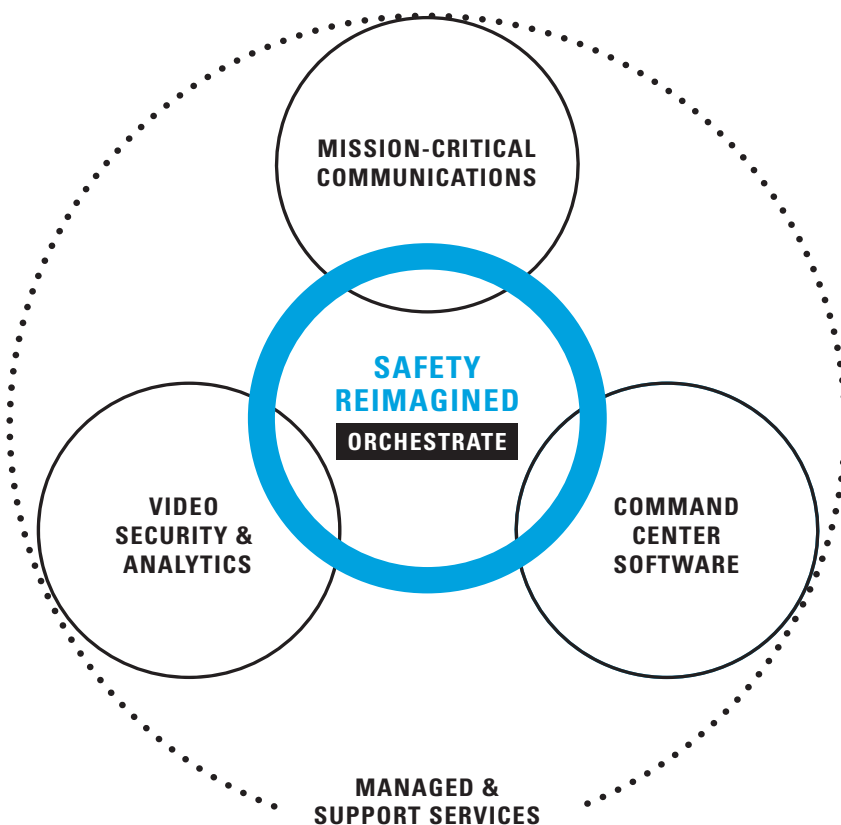 MISSION-CRITICAL
COMMUNICATIONS
SAFETY
REIMAGINED
ORCHESTRATE
VIDEO
SECURITY &
ANALYTICS
COMMAND
CENTER
SOFTWARE
MANAGED &
SUPPORT SERVICES